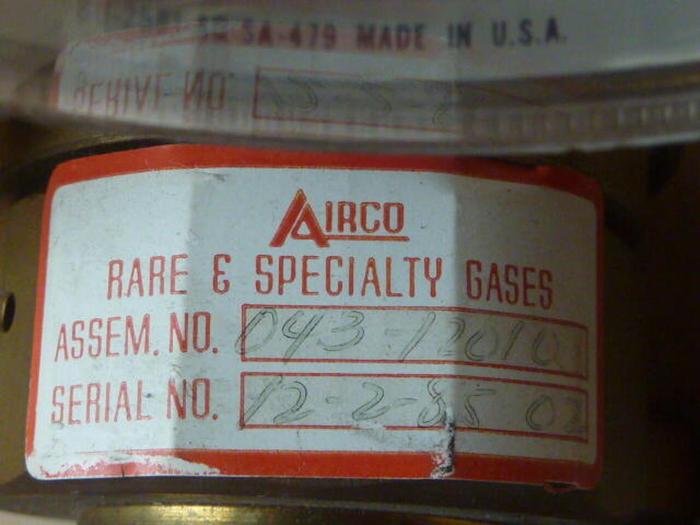 SA-479 MADE IN U.S.A.
SERIAL NO.
AIRCO
RARE & SPECIALTY GASES
ASSEM. NO. 043-12010
SERIAL NO. 12-2-85 02